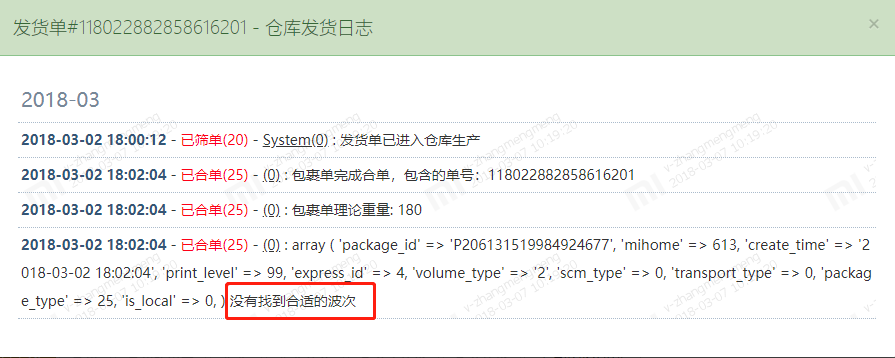 发货单#118022882858616201 - 仓库发货日志
×
2018-03
2018-03-02 18:00:12 - 已筛单(20) - System(0) : 发货单已进入仓库生产
2018-03-02 18:02:04 - 已合单(25) - (0) : 包裹单完成合单，包含的单号：118022882858616201
2018-03-02 18:02:04 - 已合单(25) - (0) : 包裹单理论重量: 180
2018-03-02 18:02:04 - 已合单(25) - (0) : array ( 'package_id' => 'P206131519984924677', 'mihome' => 613, 'create_time' => '2
018-03-02 18:02:04', 'print_level' => 99, 'express_id' => 4, 'volume_type' => '2', 'scm_type' => 0, 'transport_type' => 0, 'packag
e_type' => 25, 'is_local' => 0, ) 没有找到合适的波次